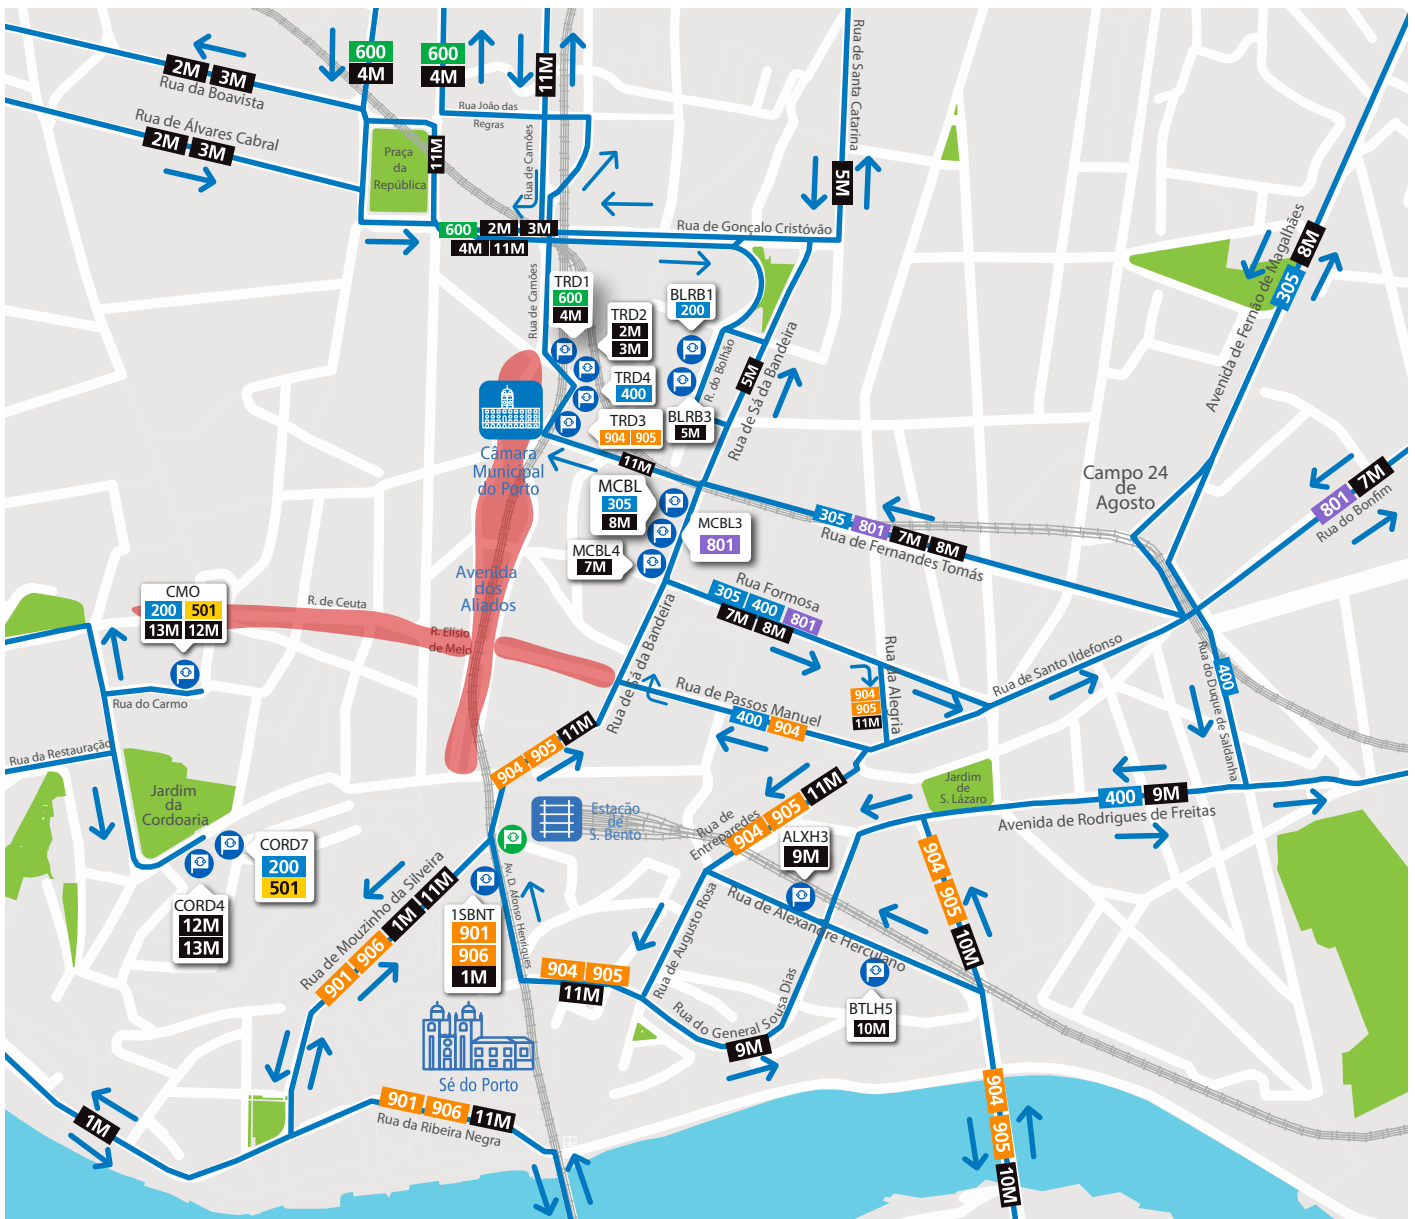 600
4M
600
4M
11M
Rua de Santa Catarina
2M 3M
Rua da Boavista
Rua de Álvares Cabral
2M 3M
Rua João das
Regras
Rua de Camões
Praça
da
República
11M
5M
600 2M 3M
4M 11M
Rua de Gonçalo Cristóvão
Avenida de Fernão de Magalhães
305 8M
Rua de Camões
TRD1
600
4M
TRD2
2M
3M
BLRB1
200
TRD4
400
TRD3
904 905
BLRB3
5M
R. do Bolhão
5M
Rua de Sá da Bandeira
Câmara
Municipal
do Porto
11M
MCBL
305
8M
MCBL3
801
MCBL4
7M
305 801 7M 8M
Rua de Fernandes Tomás
Campo 24
de
Agosto
801 7M
Rua do Bonfim
Avenida
dos
Aliados
CMO
200 501
13M 12M
R. de Ceuta
R. Elísio
de Melo
Rua Formosa
305 400 801
7M 8M
Rua de Sá da Bandeira
Rua da Alegria
904
905
11M
Rua de Santo Ildefonso
Rua do Duque de Saldanha
400
Rua do Carmo
Rua da Restauração
Rua de Passos Manuel
400 904
904 905 11M
Jardim
da
Cordoaria
Estação
de
S. Bento
Rua de
Entreparedes
904 905 11M
Jardim
de
S. Lázaro
400 9M
Avenida de Rodrigues de Freitas
ALXH3
9M
CORD7
200
501
CORD4
12M
13M
Rua de Mouzinho da Silveira
901 906 1M 11M
1SBNT
901
906
1M
Av. D. Afonso Henriques
904 905
11M
Rua de Augusto Rosa
Rua de Alexandre Herculano
904 905 10M
Rua do General Sousa Dias
9M
BTLH5
10M
Sé do Porto
901 906 11M
Rua da Ribeira Negra
1M
904 905 10M